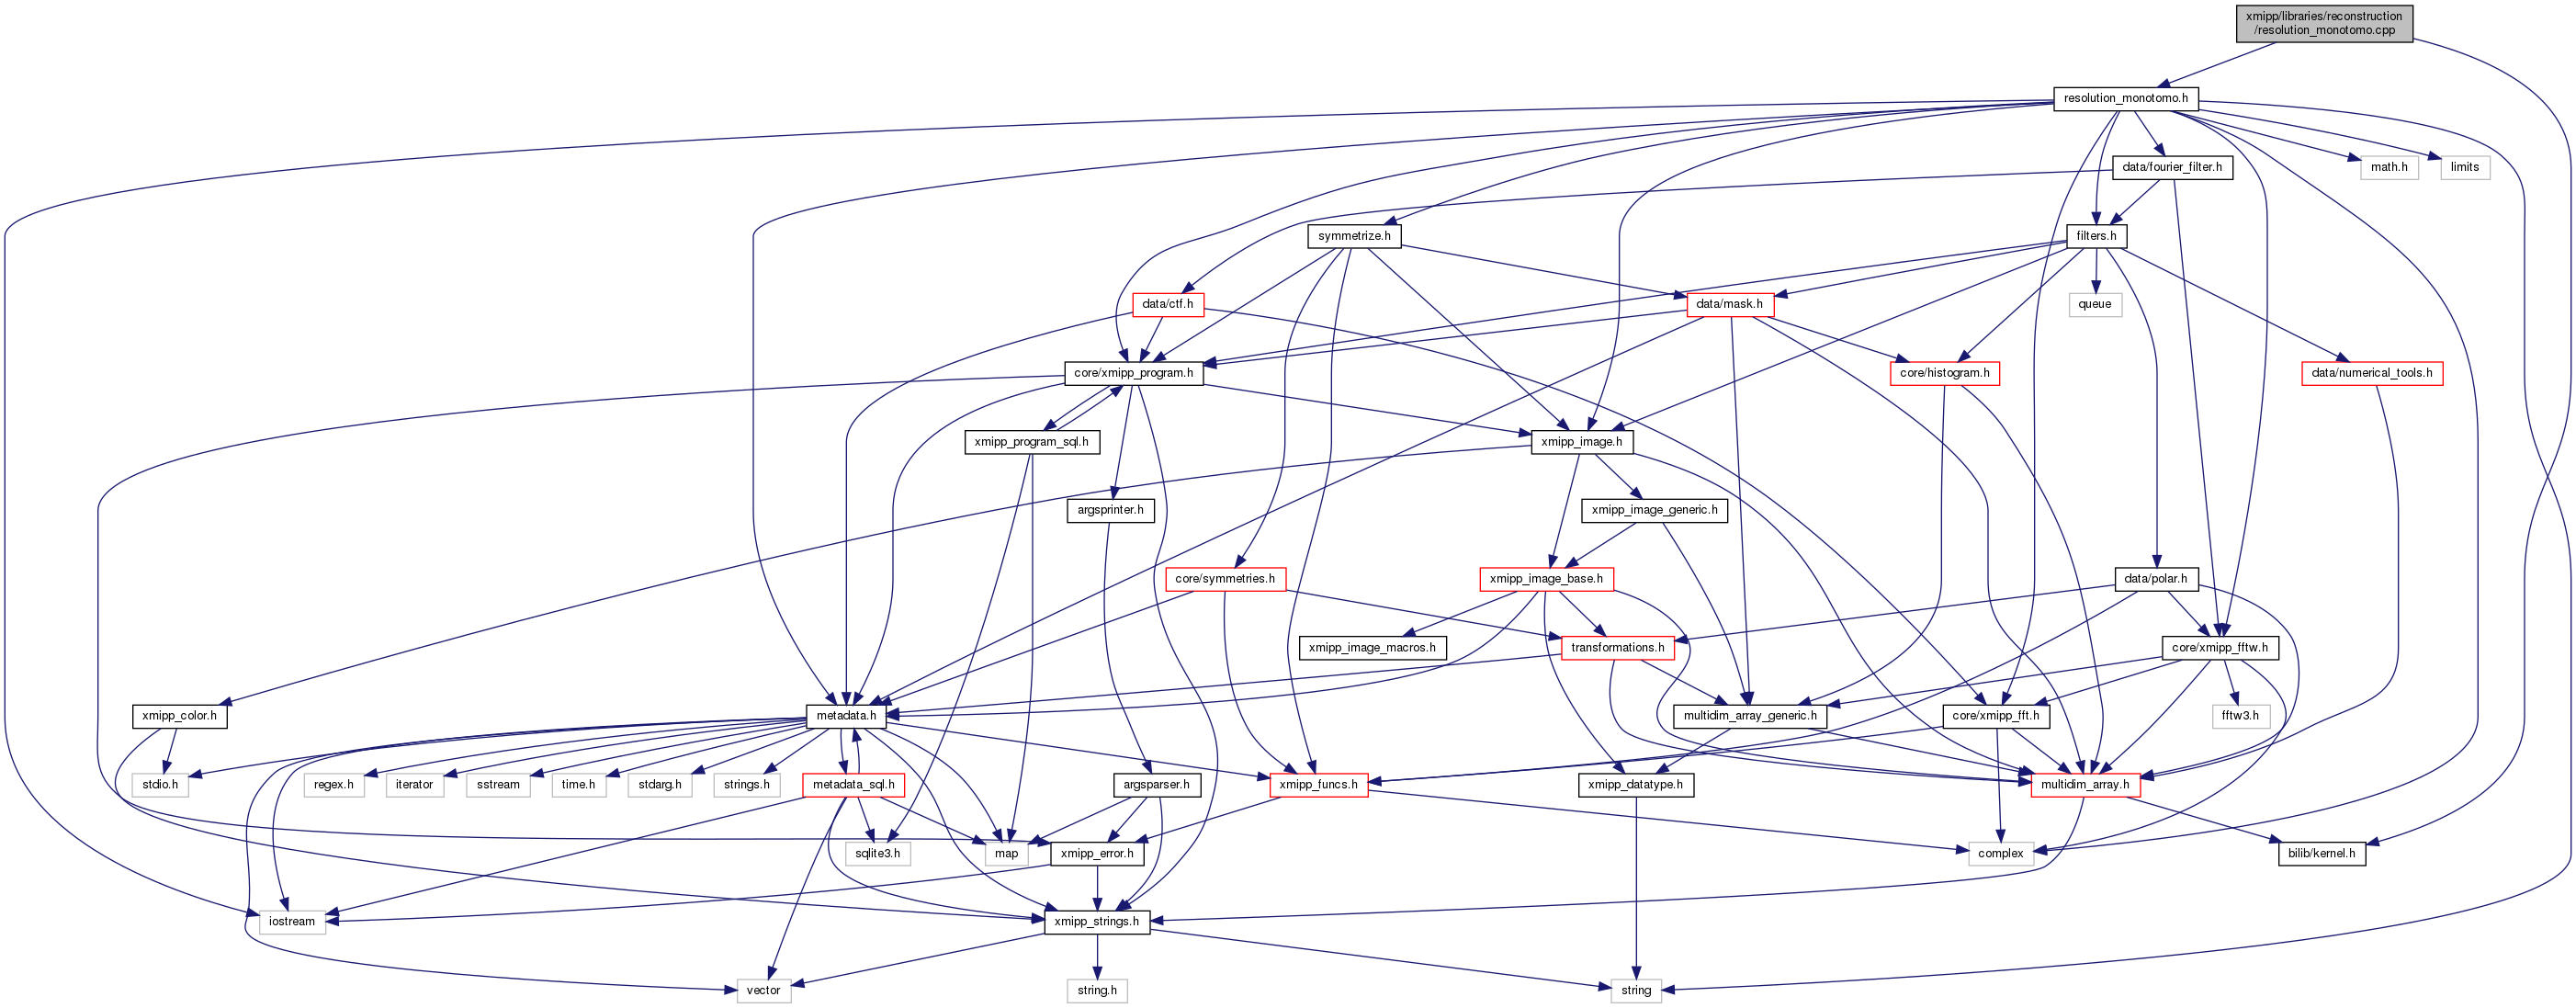 xmipp/libraries/reconstruction
/resolution_monotomo.cpp
resolution_monotomo.h
data/fourier_filter.h
math.h
limits
symmetrize.h
filters.h
data/ctf.h
data/mask.h
queue
core/xmipp_program.h
core/histogram.h
data/numerical_tools.h
xmipp_program_sql.h
xmipp_image.h
argsprinter.h
xmipp_image_generic.h
core/symmetries.h
xmipp_image_base.h
data/polar.h
xmipp_image_macros.h
transformations.h
core/xmipp_fftw.h
xmipp_color.h
metadata.h
multidim_array_generic.h
core/xmipp_fft.h
fftw3.h
stdio.h
regex.h
iterator
sstream
time.h
stdarg.h
strings.h
metadata_sql.h
argsparser.h
xmipp_funcs.h
xmipp_datatype.h
multidim_array.h
sqlite3.h
map
xmipp_error.h
complex
bilib/kernel.h
iostream
xmipp_strings.h
vector
string.h
string